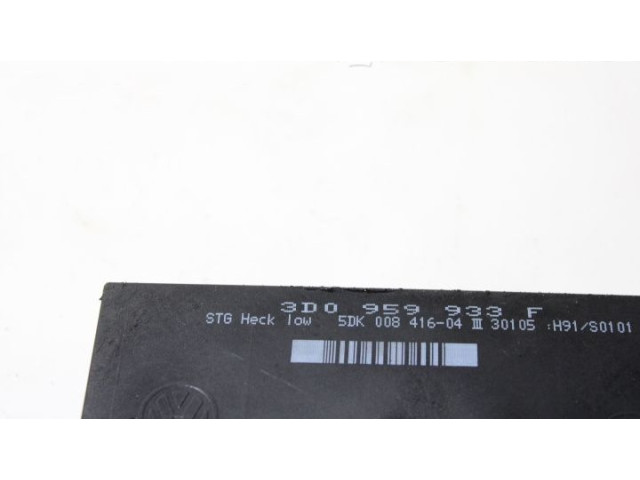 3D0 959 933 F
STG Heck low 5DK 008 416-04 III 30105 :H91/S0101